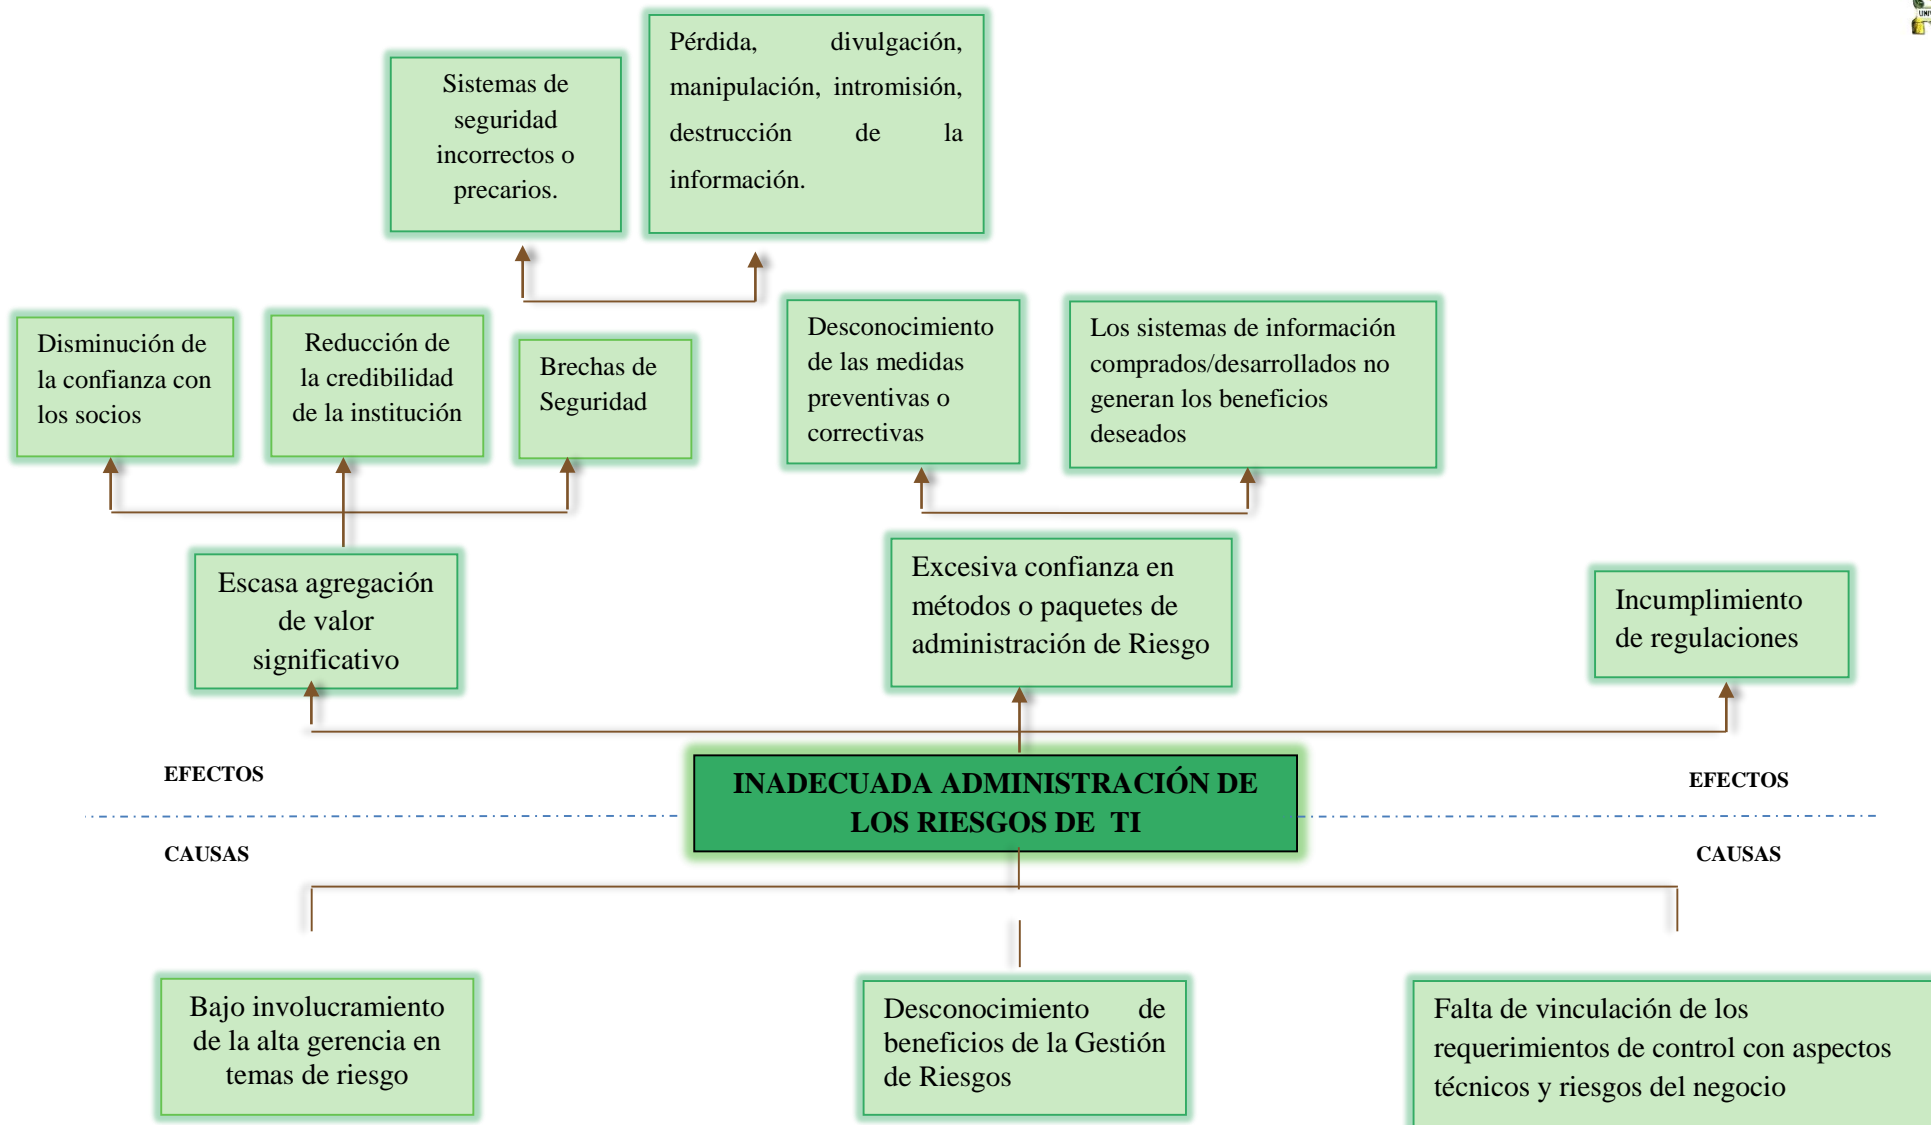 Pérdida, divulgación,
manipulación, intromisión,
destrucción de la
información.
Sistemas de
seguridad
incorrectos o
precarios.
Disminución de
la confianza con
los socios
Reducción de
la credibilidad
de la institución
Brechas de
Seguridad
Desconocimiento
de las medidas
preventivas o
correctivas
Los sistemas de información
comprados/desarrollados no
generan los beneficios
deseados
Escasa agregación
de valor
significativo
Excesiva confianza en
métodos o paquetes de
administración de Riesgo
Incumplimiento
de regulaciones
EFECTOS
INADECUADA ADMINISTRACIÓN DE
LOS RIESGOS DE TI
EFECTOS
CAUSAS
CAUSAS
Bajo involucramiento
de la alta gerencia en
temas de riesgo
Desconocimiento de
beneficios de la Gestión
de Riesgos
Falta de vinculación de los
requerimientos de control con aspectos
técnicos y riesgos del negocio